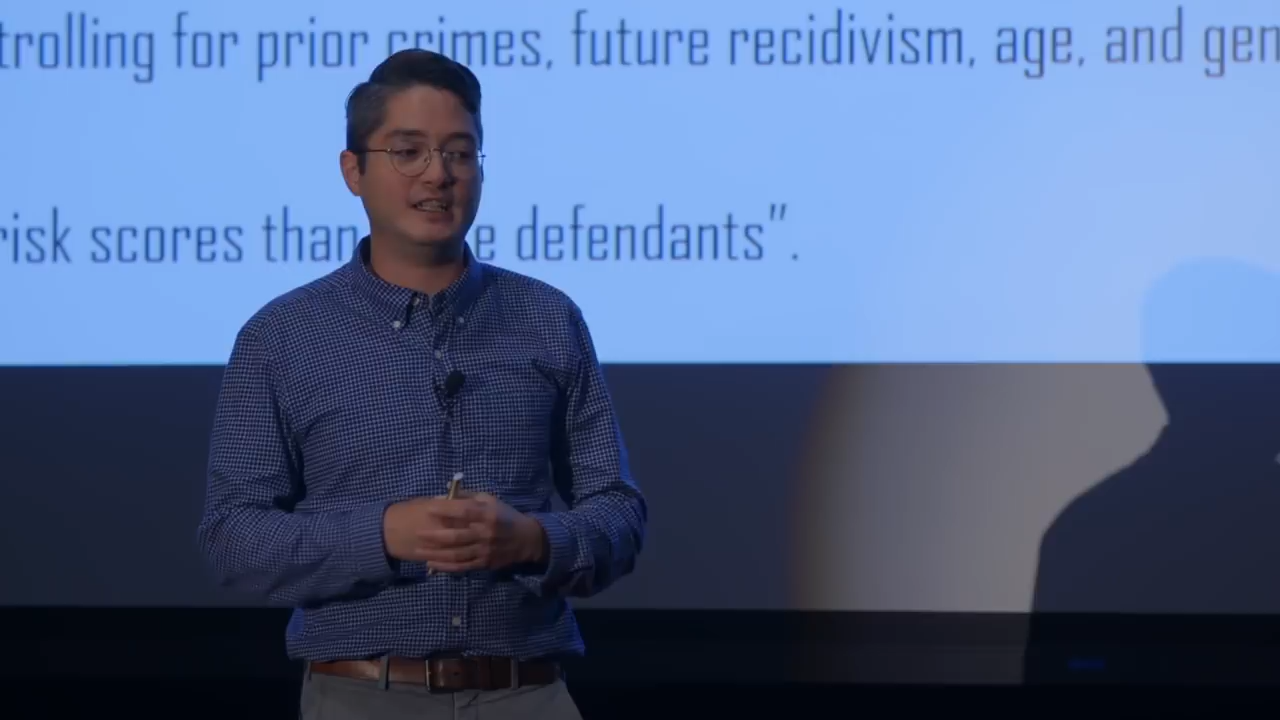 trolling for prior crimes, future recidivism, age, and gen
risk scores than defendants”.